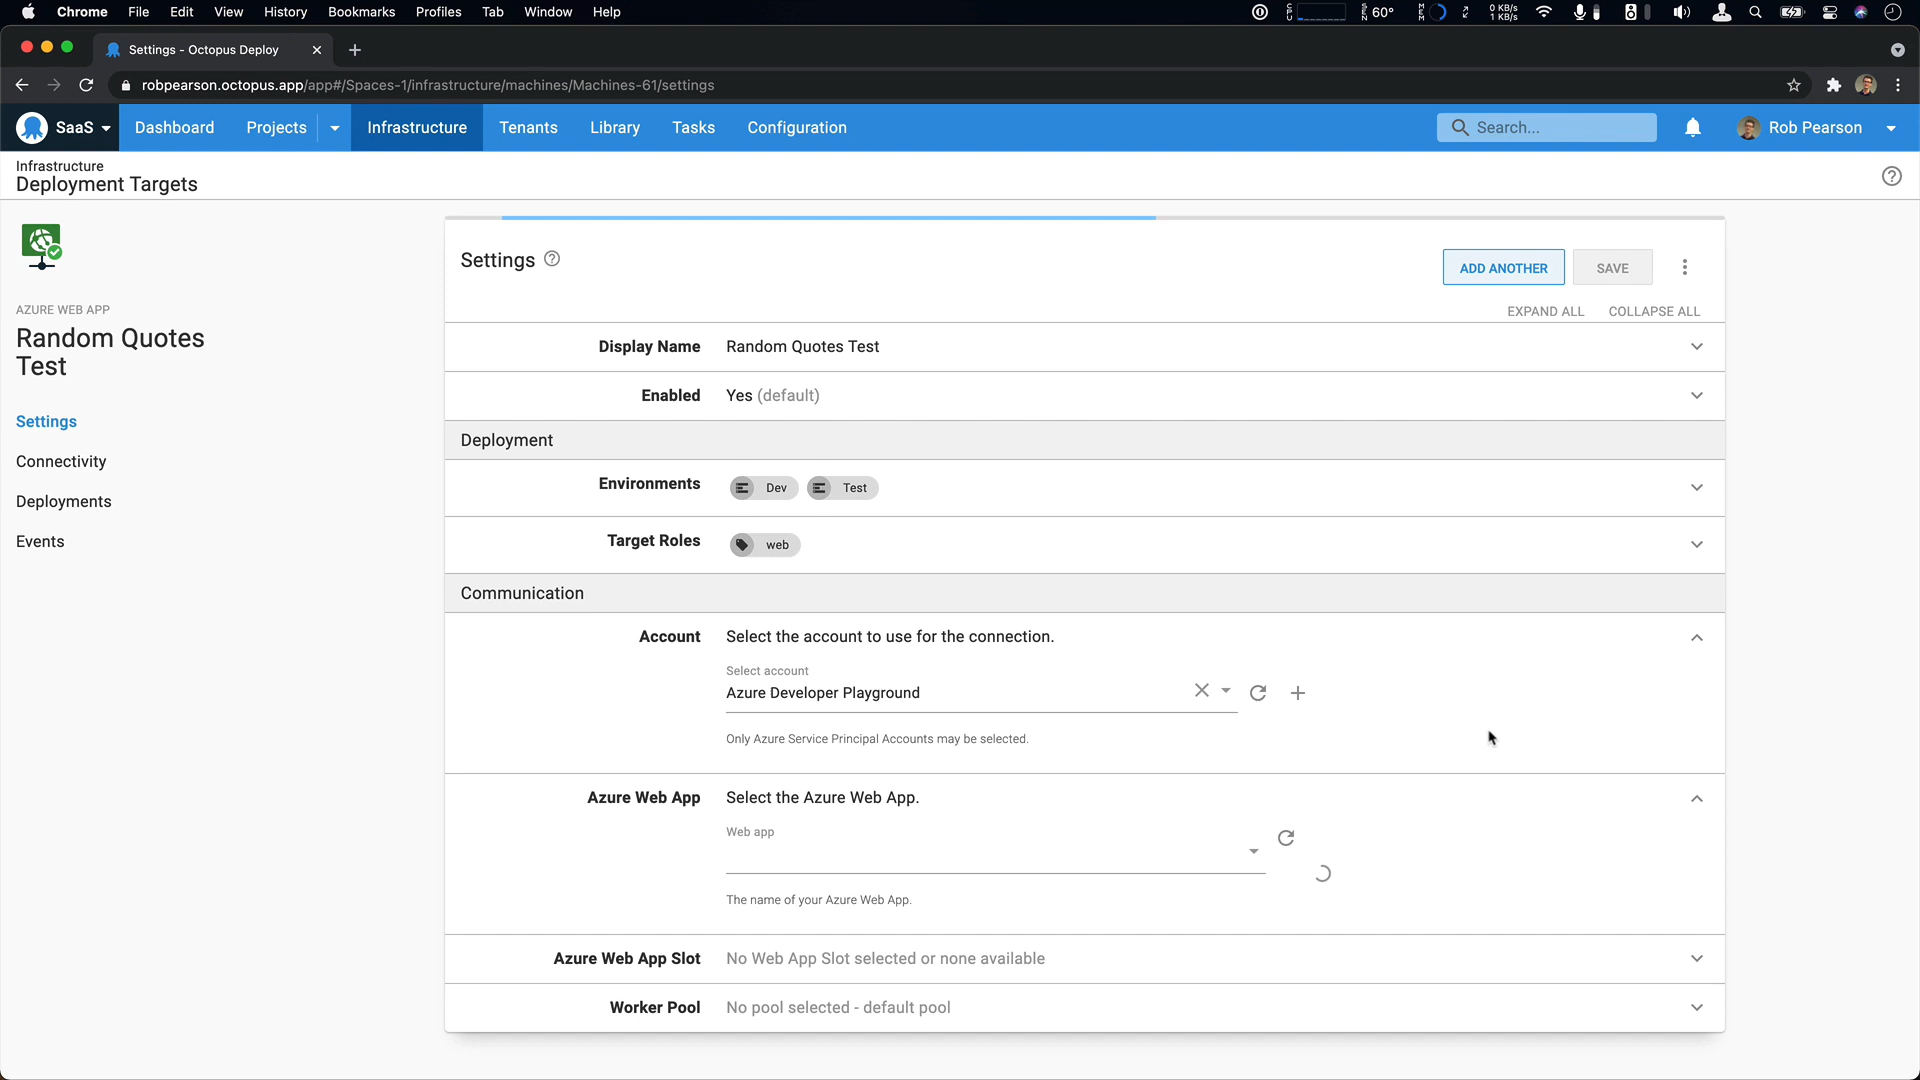 Chrome File Edit View History Bookmarks Profiles Tab Window Help
60°
0 KB/s
1 KB/s
Settings - Octopus Deploy
robpearson.octopus.app/app#/Spaces-1/infrastructure/machines/Machines-61/settings
SaaS Dashboard Projects Infrastructure Tenants Library Tasks Configuration Search... Rob Pearson
Infrastructure
Deployment Targets
AZURE WEB APP
Random Quotes
Test
Settings
Connectivity
Deployments
Events
Settings
ADD ANOTHER SAVE
EXPAND ALL COLLAPSE ALL
Display Name Random Quotes Test
Enabled Yes (default)
Deployment
Environments Dev Test
Target Roles web
Communication
Account Select the account to use for the connection.
Select account
Azure Developer Playground
Only Azure Service Principal Accounts may be selected.
Azure Web App Select the Azure Web App.
Web app
The name of your Azure Web App.
Azure Web App Slot No Web App Slot selected or none available
Worker Pool No pool selected - default pool